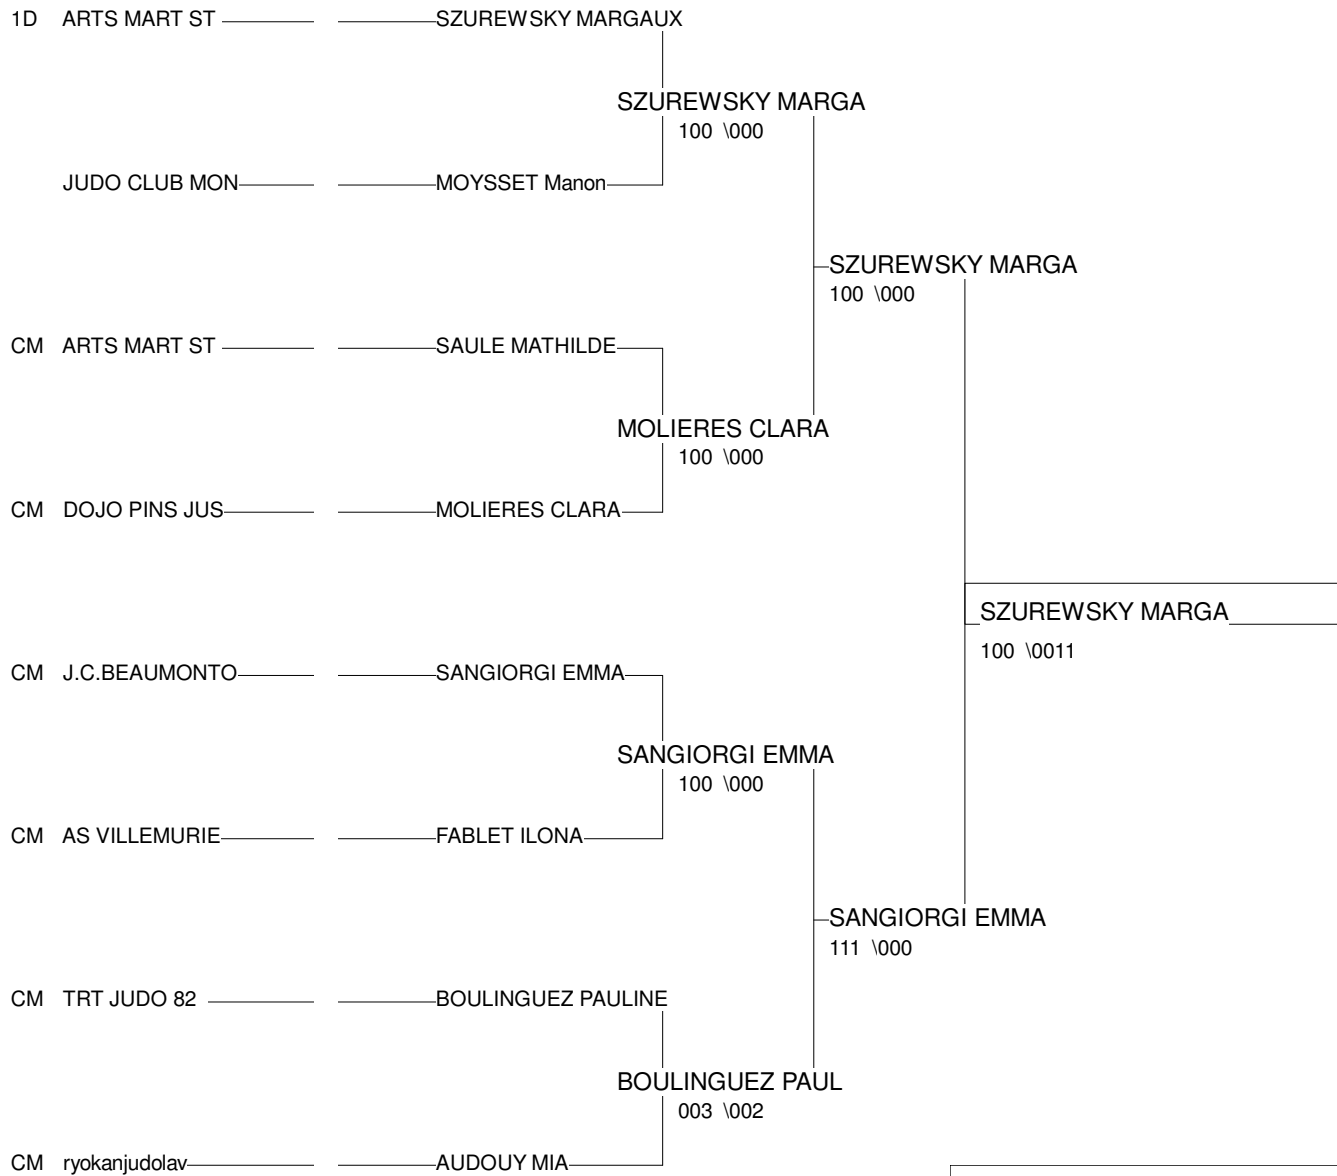 1D ARTS MART ST SZUREWSKY MARGAUX
SZUREWSKY MARGA
100 \000
JUDO CLUB MON MOYSSET Manon
SZUREWSKY MARGA
100 \000
CM ARTS MART ST SAULE MATHILDE
MOLIERES CLARA
100 \000
CM DOJO PINS JUS MOLIERES CLARA
SZUREWSKY MARGA
100 \0011
CM J.C.BEAUMONTO SANGIORGI EMMA
SANGIORGI EMMA
100 \000
CM AS VILLEMURIE FABLET ILONA
SANGIORGI EMMA
111 \000
CM TRT JUDO 82 BOULINGUEZ PAULINE
BOULINGUEZ PAUL
003 \002
CM ryokanjudolav AUDOUY MIA